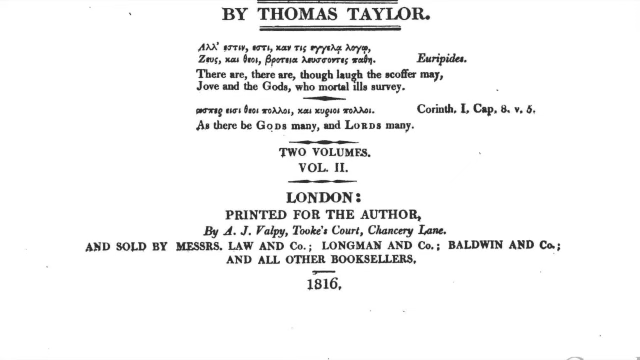 BY THOMAS TAYLOR.
Αλλ' εστιν, εστι, καν τις εγγελᾳ λογῳ,
Ζευς, και θεοι, βροτεια λευσσοντες παθη. Euripides.
There are, there are, though laugh the scoffer may,
Jove and the Gods, who mortal ills survey.
ωσπερ εισι θεοι πολλοι, και κυριοι πολλοι. Corinth. I. Cap. 8. v. 5.
As there be GODS many, and LORDS many.
TWO VOLUMES.
VOL. II.
LONDON:
PRINTED FOR THE AUTHOR,
By A. J. Valpy, Tooke's Court, Chancery Lane.
AND SOLD BY MESSRS. LAW AND Co.; LONGMAN AND Co.; BALDWIN AND Co.;
AND ALL OTHER BOOKSELLERS.
1816.